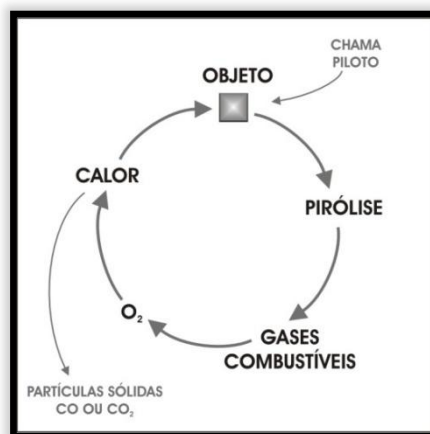 CHAMA
PILOTO
OBJETO
CALOR
PIRÓLISE
O₂
GASES
COMBUSTÍVEIS
PARTÍCULAS SÓLIDAS
CO OU CO₂